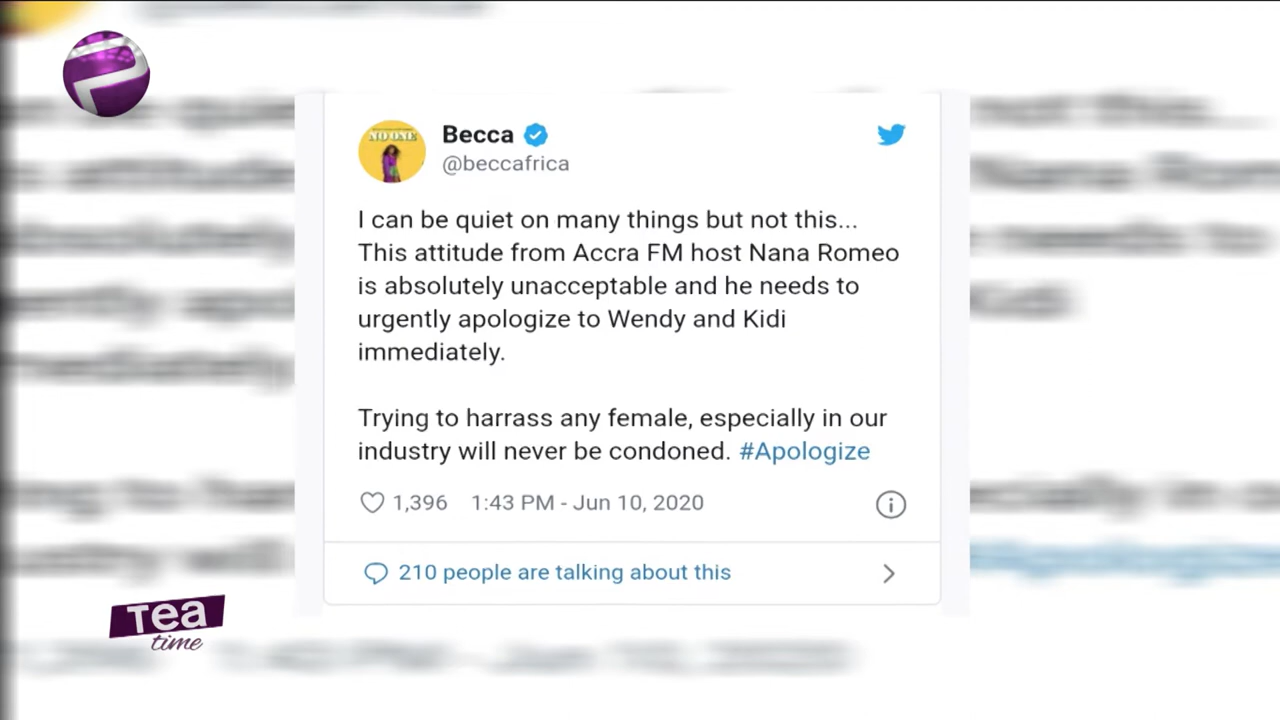 NO ONE
Becca
@beccafrica
I can be quiet on many things but not this...
This attitude from Accra FM host Nana Romeo
is absolutely unacceptable and he needs to
urgently apologize to Wendy and Kidi
immediately.
Trying to harrass any female, especially in our
industry will never be condoned. #Apologize
1,396 1:43 PM - Jun 10, 2020
210 people are talking about this
Tea
time